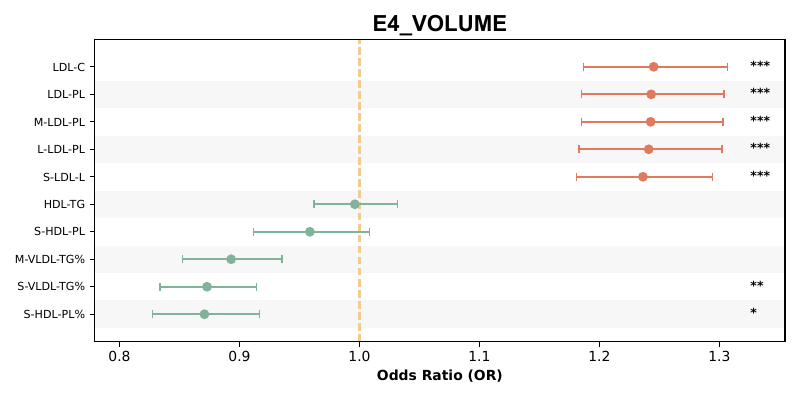 E4_VOLUME
LDL-C ***
LDL-PL ***
M-LDL-PL ***
L-LDL-PL ***
S-LDL-L ***
HDL-TG
S-HDL-PL
M-VLDL-TG%
S-VLDL-TG% **
S-HDL-PL% *
0.8 0.9 1.0 1.1 1.2 1.3
Odds Ratio (OR)